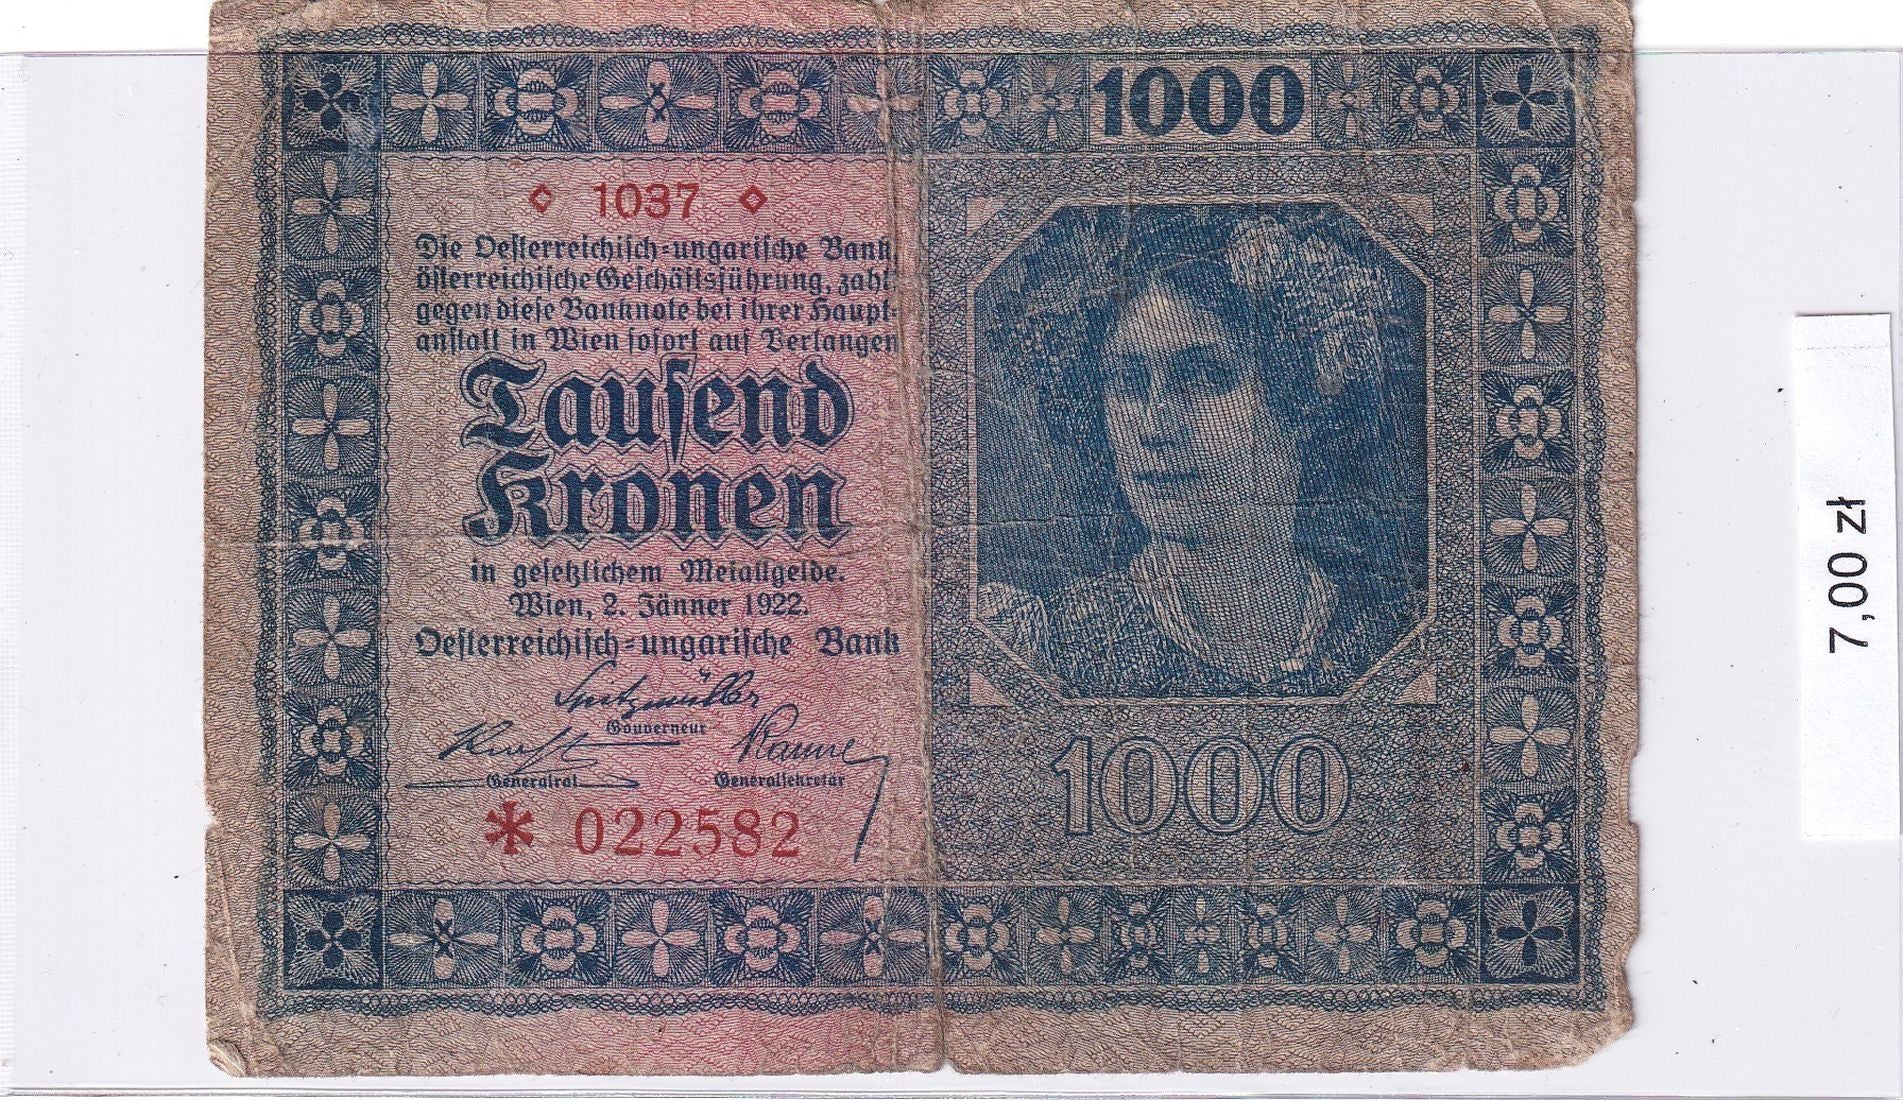 1000
◇ 1037 ◇
Die Oesterreichisch-ungarische Bank,
österreichische Geschäftsführung, zahlt
gegen diese Banknote bei ihrer Haupt-
anstalt in Wien sofort auf Verlangen
Tausend
Kronen
in gesetzlichem Metallgelde.
Wien, 2. Jänner 1922.
Oesterreichisch-ungarische Bank
Spitzmüller
Gouverneur
Generalrat
Generalsekretär
* 022582
1000
7,00 zł